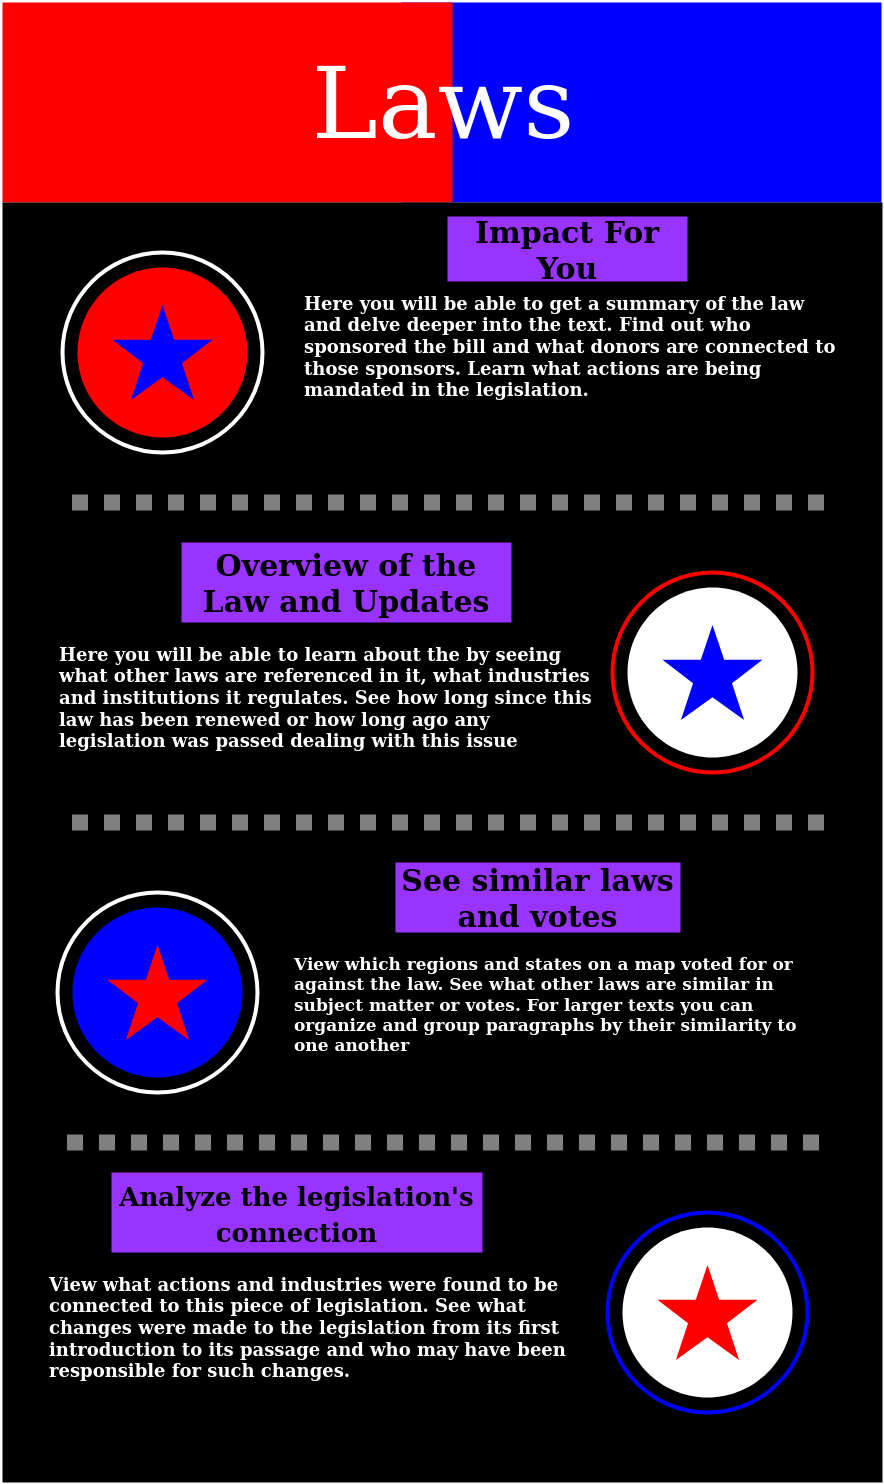 Laws
Impact For
You
Here you will be able to get a summary of the law
and delve deeper into the text. Find out who
sponsored the bill and what donors are connected to
those sponsors. Learn what actions are being
mandated in the legislation.
Overview of the
Law and Updates
Here you will be able to learn about the by seeing
what other laws are referenced in it, what industries
and institutions it regulates. See how long since this
law has been renewed or how long ago any
legislation was passed dealing with this issue
See similar laws
and votes
View which regions and states on a map voted for or
against the law. See what other laws are similar in
subject matter or votes. For larger texts you can
organize and group paragraphs by their similarity to
one another
Analyze the legislation's
connection
View what actions and industries were found to be
connected to this piece of legislation. See what
changes were made to the legislation from its first
introduction to its passage and who may have been
responsible for such changes.